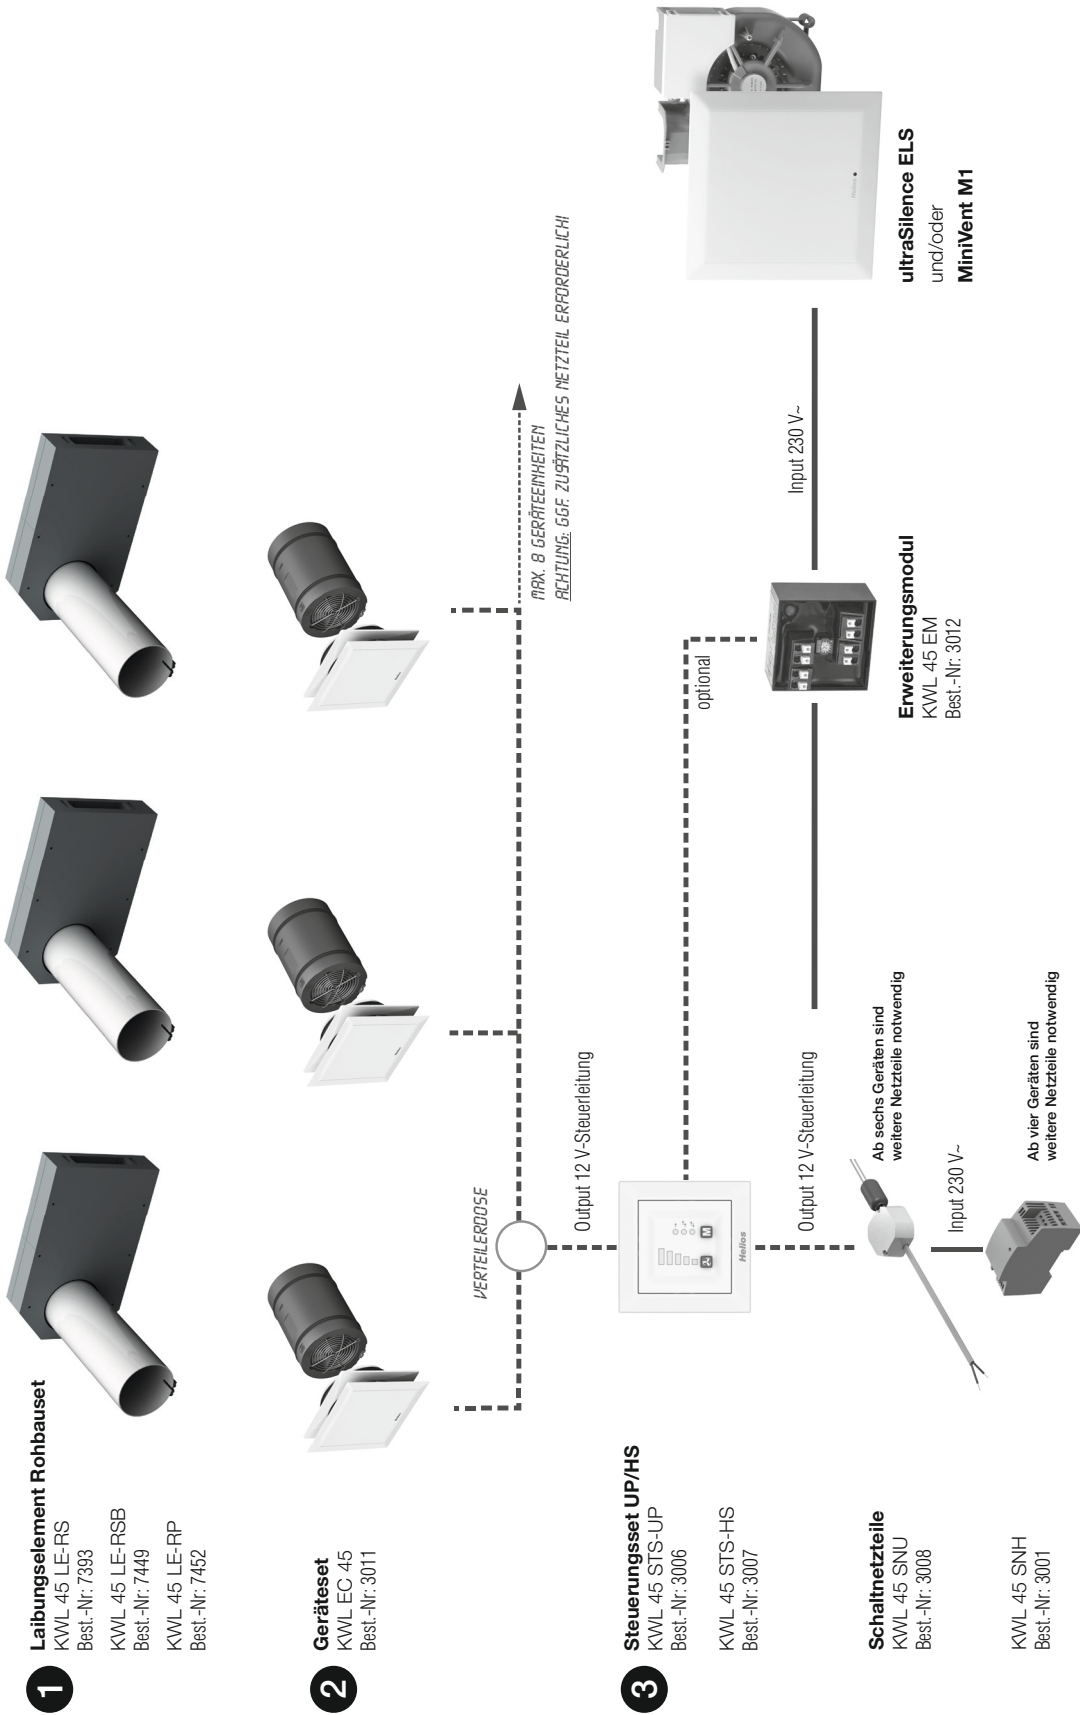 1
Laibungselement Rohbauset
KWL 45 LE-RS
Best.-Nr: 7393
KWL 45 LE-RSB
Best.-Nr: 7449
KWL 45 LE-RP
Best.-Nr: 7452
2
Geräteset
KWL EC 45
Best.-Nr: 3011
VERTEILERDOSE
MAX. 8 GERÄTEEINHEITEN
ACHTUNG: GGF. ZUSÄTZLICHES NETZTEIL ERFORDERLICH!
Output 12 V-Steuerleitung
3
Steuerungsset UP/HS
KWL 45 STS-UP
Best.-Nr: 3006
KWL 45 STS-HS
Best.-Nr: 3007
M
Helios
optional
Output 12 V-Steuerleitung
Input 230 V~
Erweiterungsmodul
KWL 45 EM
Best.-Nr: 3012
Helios
ultraSilence ELS
und/oder
MiniVent M1
Schaltnetzteile
KWL 45 SNU
Best.-Nr: 3008
Ab sechs Geräten sind
weitere Netzteile notwendig
Input 230 V~
KWL 45 SNH
Best.-Nr: 3001
Ab vier Geräten sind
weitere Netzteile notwendig